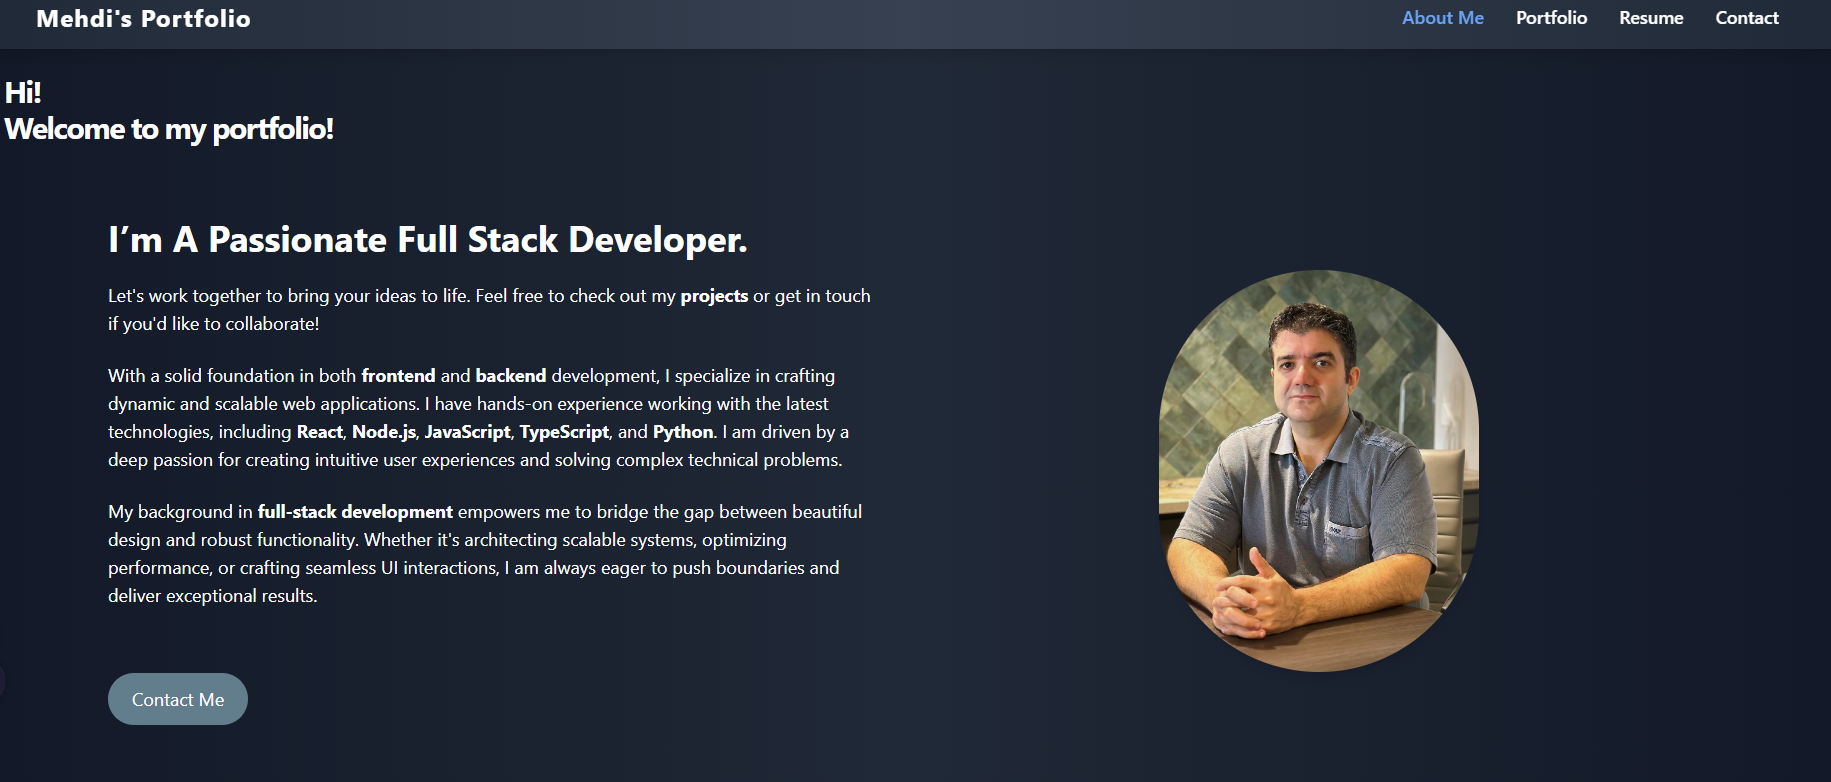 Mehdi's Portfolio
About Me Portfolio Resume Contact
Hi!
Welcome to my portfolio!
I’m A Passionate Full Stack Developer.
Let's work together to bring your ideas to life. Feel free to check out my projects or get in touch
if you'd like to collaborate!
With a solid foundation in both frontend and backend development, I specialize in crafting
dynamic and scalable web applications. I have hands-on experience working with the latest
technologies, including React, Node.js, JavaScript, TypeScript, and Python. I am driven by a
deep passion for creating intuitive user experiences and solving complex technical problems.
My background in full-stack development empowers me to bridge the gap between beautiful
design and robust functionality. Whether it's architecting scalable systems, optimizing
performance, or crafting seamless UI interactions, I am always eager to push boundaries and
deliver exceptional results.
Contact Me